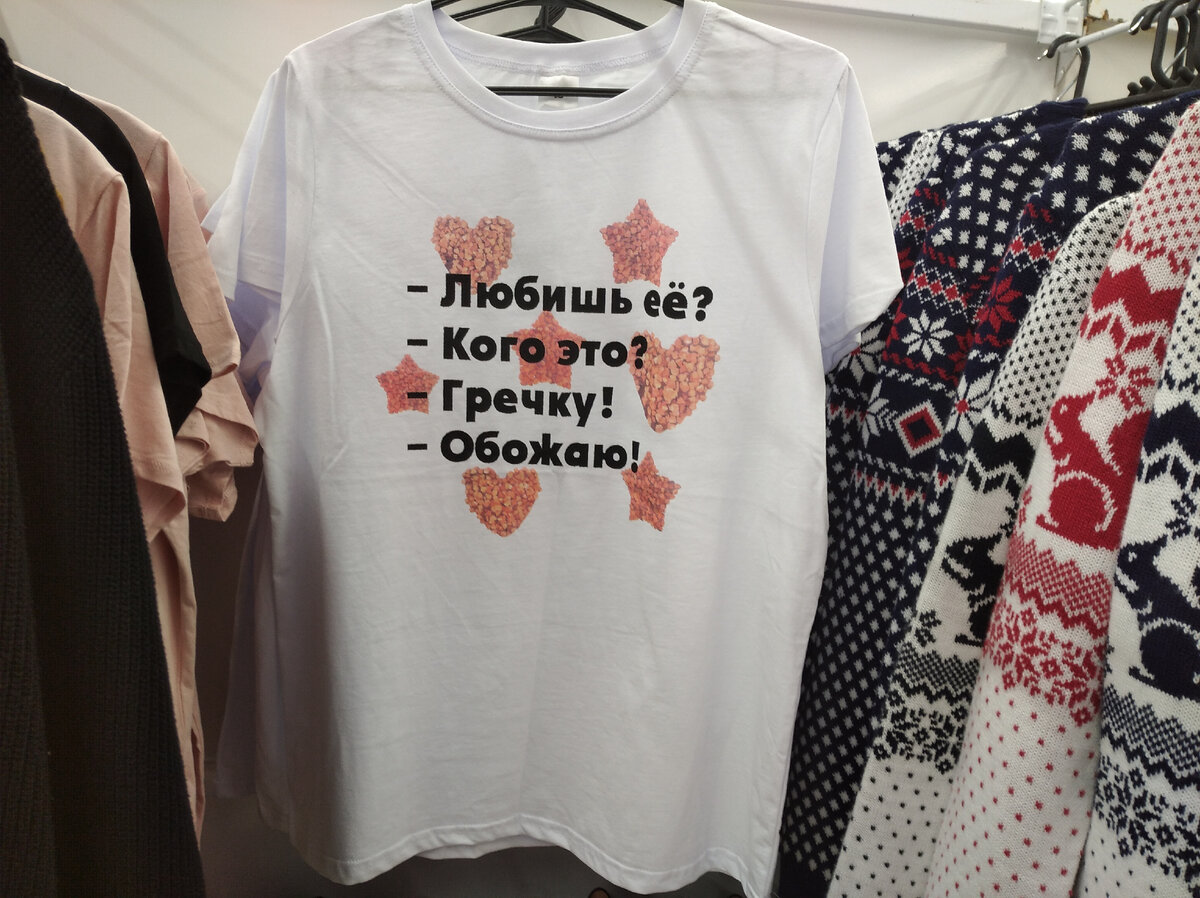 – Любишь её?
– Кого это?
– Гречку!
– Обожаю!